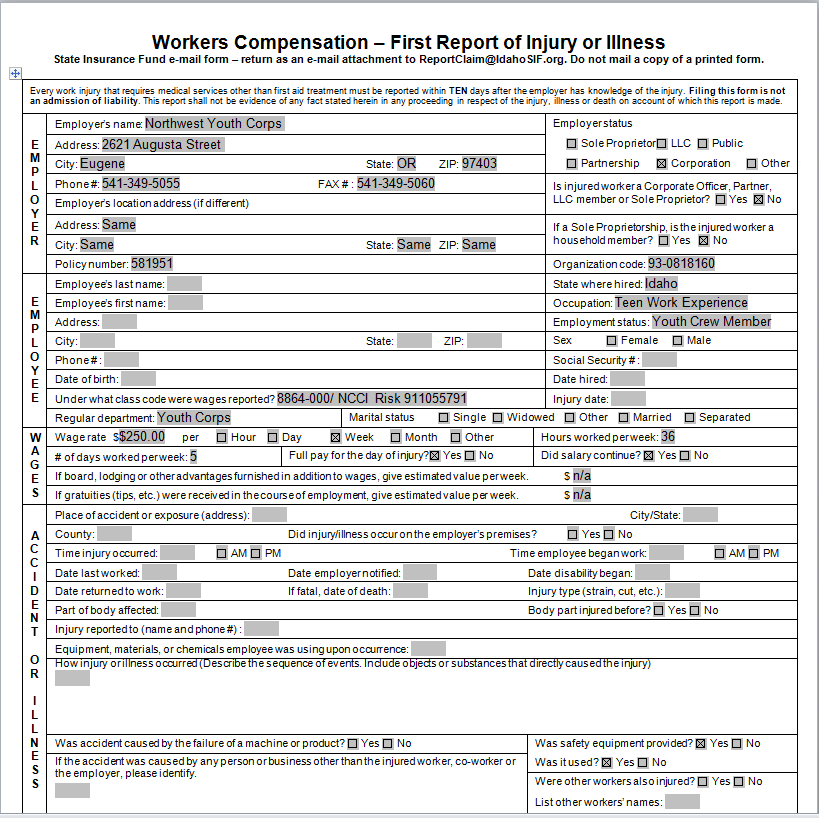 Workers Compensation – First Report of Injury or Illness
State Insurance Fund e-mail form – return as an e-mail attachment to ReportClaim@IdahoSIF.org. Do not mail a copy of a printed form.
Every work injury that requires medical services other than first aid treatment must be reported within TEN days after the employer has knowledge of the injury. Filing this form is not
an admission of liability. This report shall not be evidence of any fact stated herein in any proceeding in respect of the injury, illness or death on account of which this report is made.
EMPLOYER
Employer's name: Northwest Youth Corps
Address: 2621 Augusta Street
City: Eugene State: OR ZIP: 97403
Phone #: 541-349-5055 FAX # : 541-349-5060
Employer's location address (if different)
Address: Same
City: Same State: Same ZIP: Same
Policy number: 581951
Employer status
Sole Proprietor LLC Public
Partnership Corporation Other
Is injured worker a Corporate Officer, Partner,
LLC member or Sole Proprietor? Yes No
If a Sole Proprietorship, is the injured worker a
household member? Yes No
Organization code: 93-0818160
EMPLOYEE
Employee's last name:
Employee's first name:
Address:
City: State: ZIP:
Phone # :
Date of birth:
Under what class code were wages reported? 8864-000/ NCCI Risk 911055791
State where hired: Idaho
Occupation: Teen Work Experience
Employment status: Youth Crew Member
Sex Female Male
Social Security # :
Date hired:
Injury date:
Regular department: Youth Corps Marital status Single Widowed Other Married Separated
WAGES
Wage rate $$250.00 per Hour Day Week Month Other Hours worked per week: 36
# of days worked per week: 5 Full pay for the day of injury? Yes No Did salary continue? Yes No
If board, lodging or other advantages furnished in addition to wages, give estimated value per week. $ n/a
If gratuities (tips, etc.) were received in the course of employment, give estimated value per week. $ n/a
ACCIDENT OR ILLNESS
Place of accident or exposure (address): City/State:
County: Did injury/illness occur on the employer's premises? Yes No
Time injury occurred: AM PM Time employee began work: AM PM
Date last worked: Date employer notified: Date disability began:
Date returned to work: If fatal, date of death: Injury type (strain, cut, etc.):
Part of body affected: Body part injured before? Yes No
Injury reported to (name and phone #) :
Equipment, materials, or chemicals employee was using upon occurrence:
How injury or illness occurred (Describe the sequence of events. Include objects or substances that directly caused the injury)
Was accident caused by the failure of a machine or product? Yes No
If the accident was caused by any person or business other than the injured worker, co-worker or
the employer, please identify.
Was safety equipment provided? Yes No
Was it used? Yes No
Were other workers also injured? Yes No
List other workers' names: